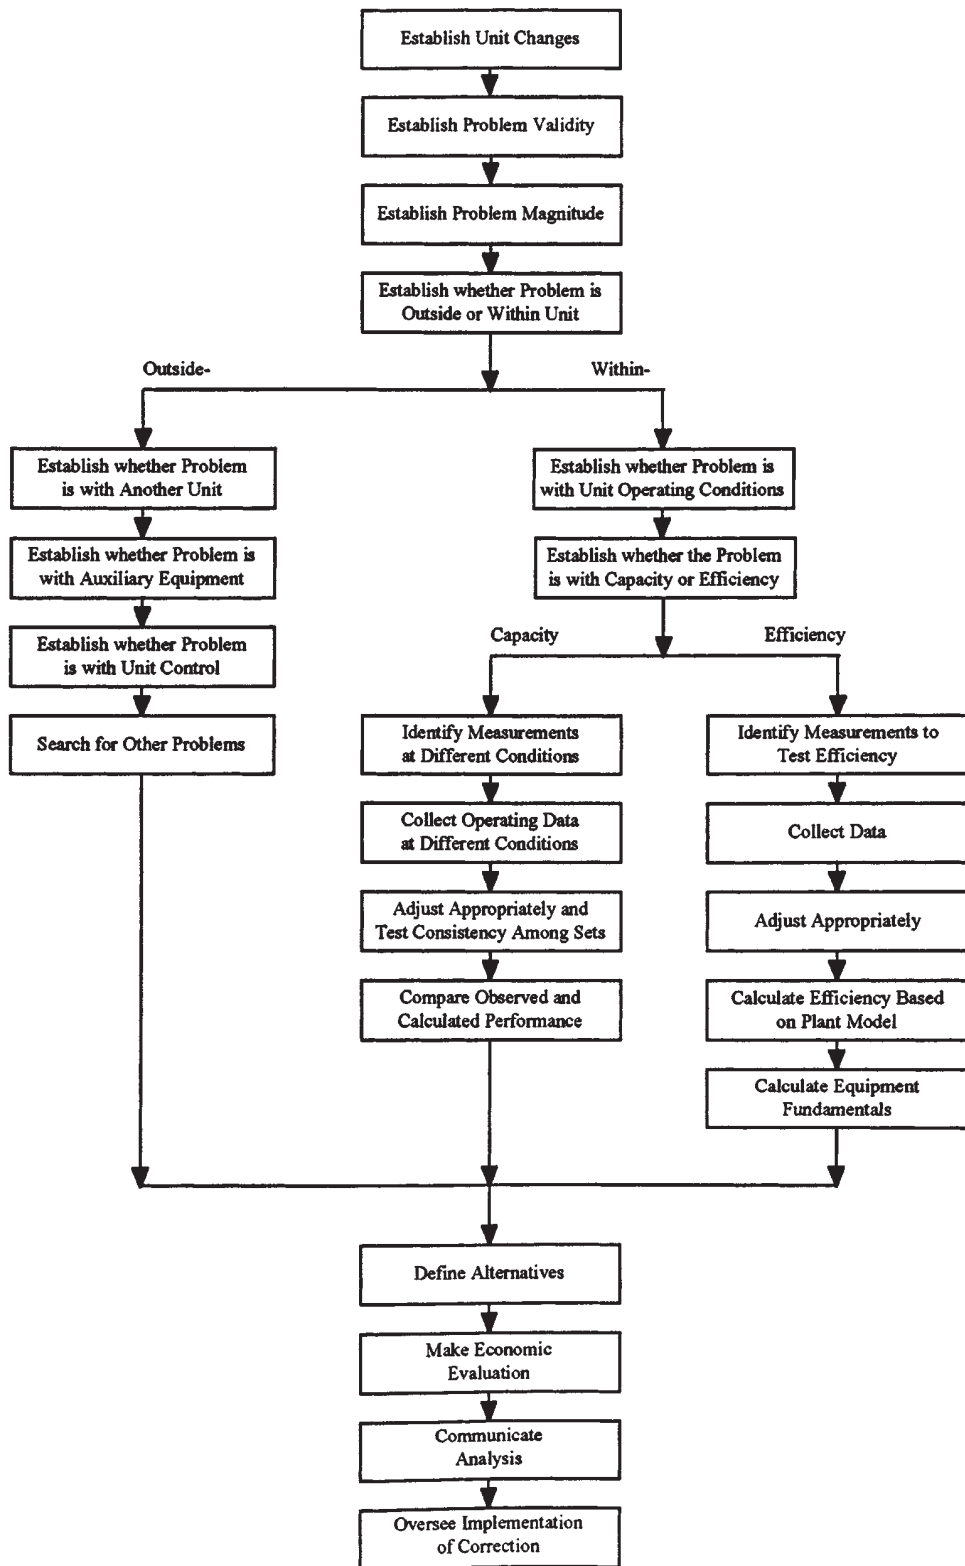 Establish Unit Changes
Establish Problem Validity
Establish Problem Magnitude
Establish whether Problem is
Outside or Within Unit
Outside-
Within-
Establish whether Problem
is with Another Unit
Establish whether Problem is
with Auxiliary Equipment
Establish whether Problem
is with Unit Control
Search for Other Problems
Establish whether Problem is
with Unit Operating Conditions
Establish whether the Problem
is with Capacity or Efficiency
Capacity
Efficiency
Identify Measurements
at Different Conditions
Collect Operating Data
at Different Conditions
Adjust Appropriately and
Test Consistency Among Sets
Compare Observed and
Calculated Performance
Identify Measurements to
Test Efficiency
Collect Data
Adjust Appropriately
Calculate Efficiency Based
on Plant Model
Calculate Equipment
Fundamentals
Define Alternatives
Make Economic
Evaluation
Communicate
Analysis
Oversee Implementation
of Correction